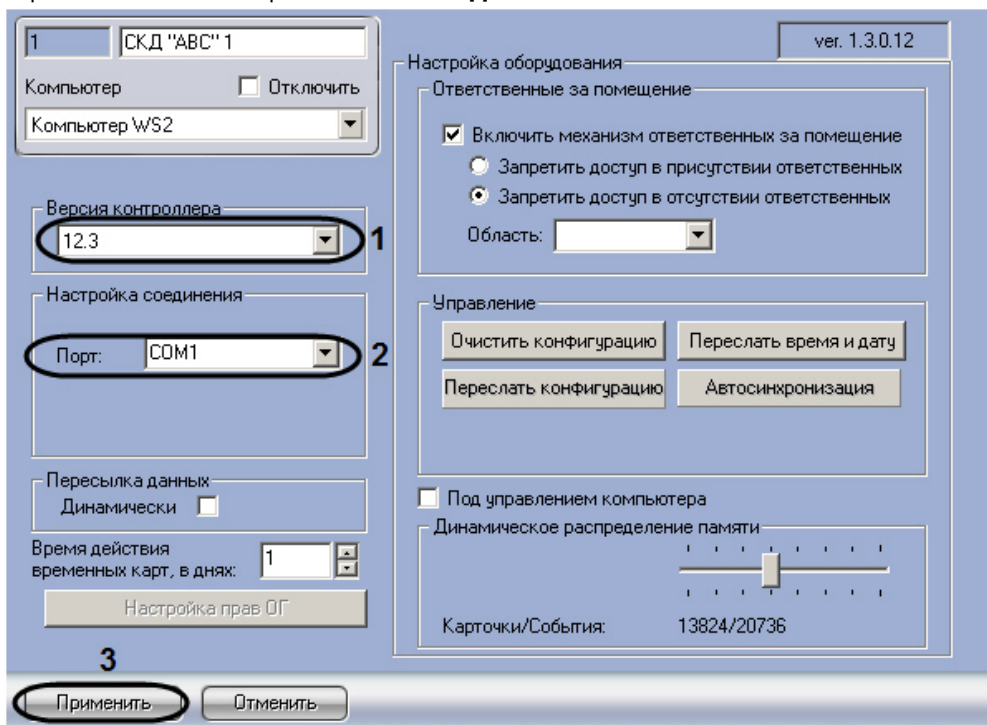 1
СКД "ABC" 1
ver. 1.3.0.12
Компьютер
Отключить
Компьютер WS2
Настройка оборудования
Ответственные за помещение
Включить механизм ответственных за помещение
Запретить доступ в присутствии ответственных
Запретить доступ в отсутствии ответственных
Область:
Версия контроллера
12.3
1
Настройка соединения
Порт:
COM1
2
Управление
Очистить конфигурацию
Переслать время и дату
Переслать конфигурацию
Автосинхронизация
Пересылка данных
Динамически
Время действия
временных карт, в днях:
1
Настройка прав ОГ
Под управлением компьютера
Динамическое распределение памяти
Карточки/События:
13824/20736
3
Применить
Отменить